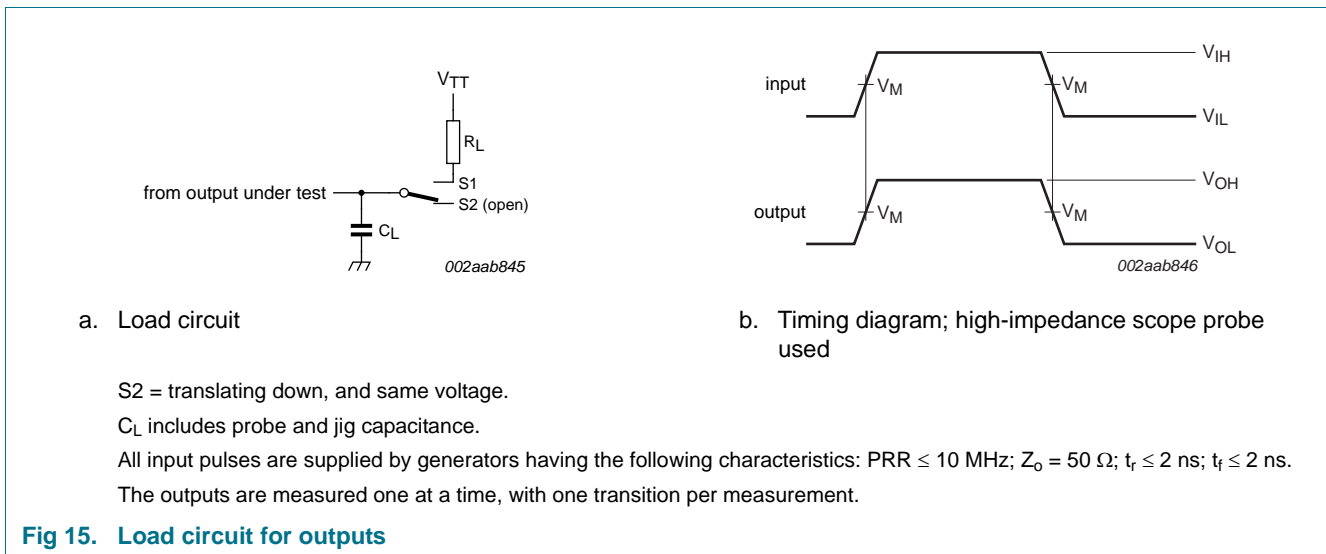 VTT
RL
S1
from output under test
S2 (open)
CL
002aab845
a. Load circuit
VIH
input
VM
VM
VIL
VOH
output
VM
VM
VOL
002aab846
b. Timing diagram; high-impedance scope probe
used
S2 = translating down, and same voltage.
CL includes probe and jig capacitance.
All input pulses are supplied by generators having the following characteristics: PRR ≤ 10 MHz; Zo = 50 Ω; tr ≤ 2 ns; tf ≤ 2 ns.
The outputs are measured one at a time, with one transition per measurement.
Fig 15. Load circuit for outputs